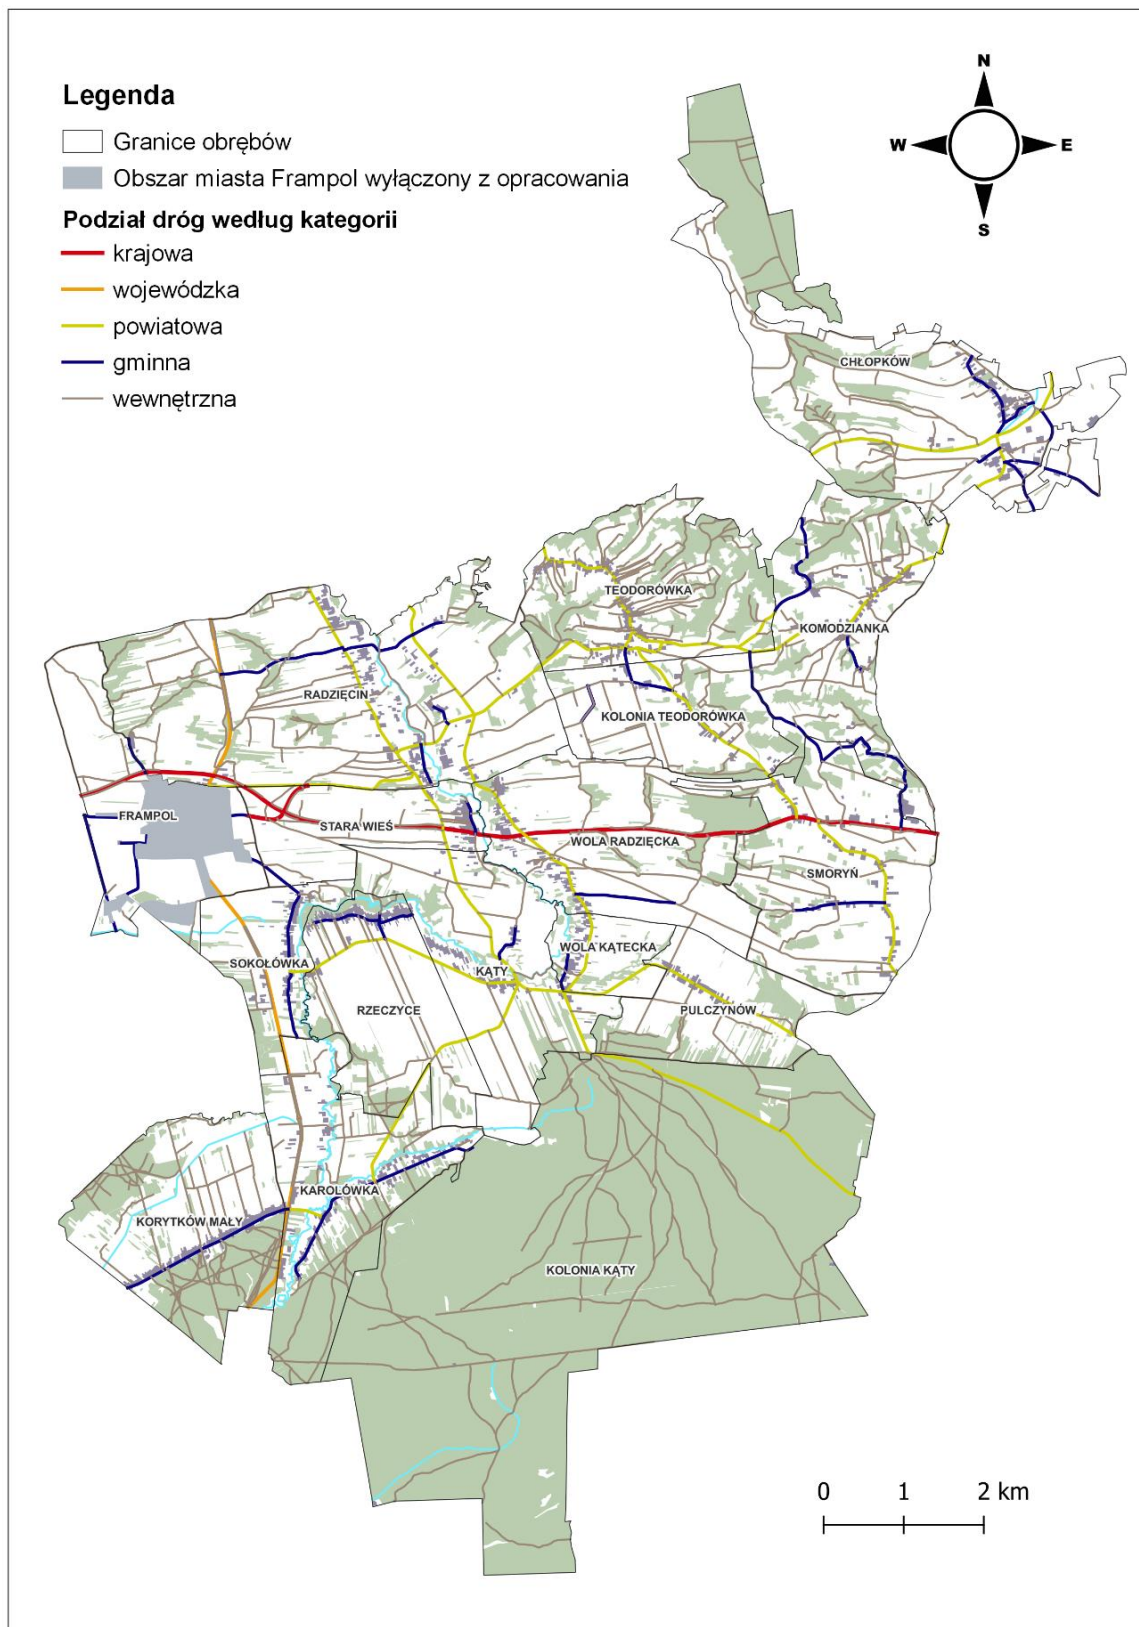 Legenda
Granice obrębów
Obszar miasta Frampol wyłączony z opracowania
Podział dróg według kategorii
krajowa
wojewódzka
powiatowa
gminna
wewnętrzna
N
W E
S
CHŁOPKÓW
TEODORÓWKA
KOMODZIANKA
RADZIĘCIN
KOLONIA TEODORÓWKA
FRAMPOL
STARA WIEŚ
WOLA RADZIĘCKA
SMORYŃ
WOLA KĄTECKA
SOKOŁÓWKA
KĄTY
RZECZYCE
PULCZYNÓW
KAROLÓWKA
KORYTKÓW MAŁY
KOLONIA KĄTY
0 1 2 km